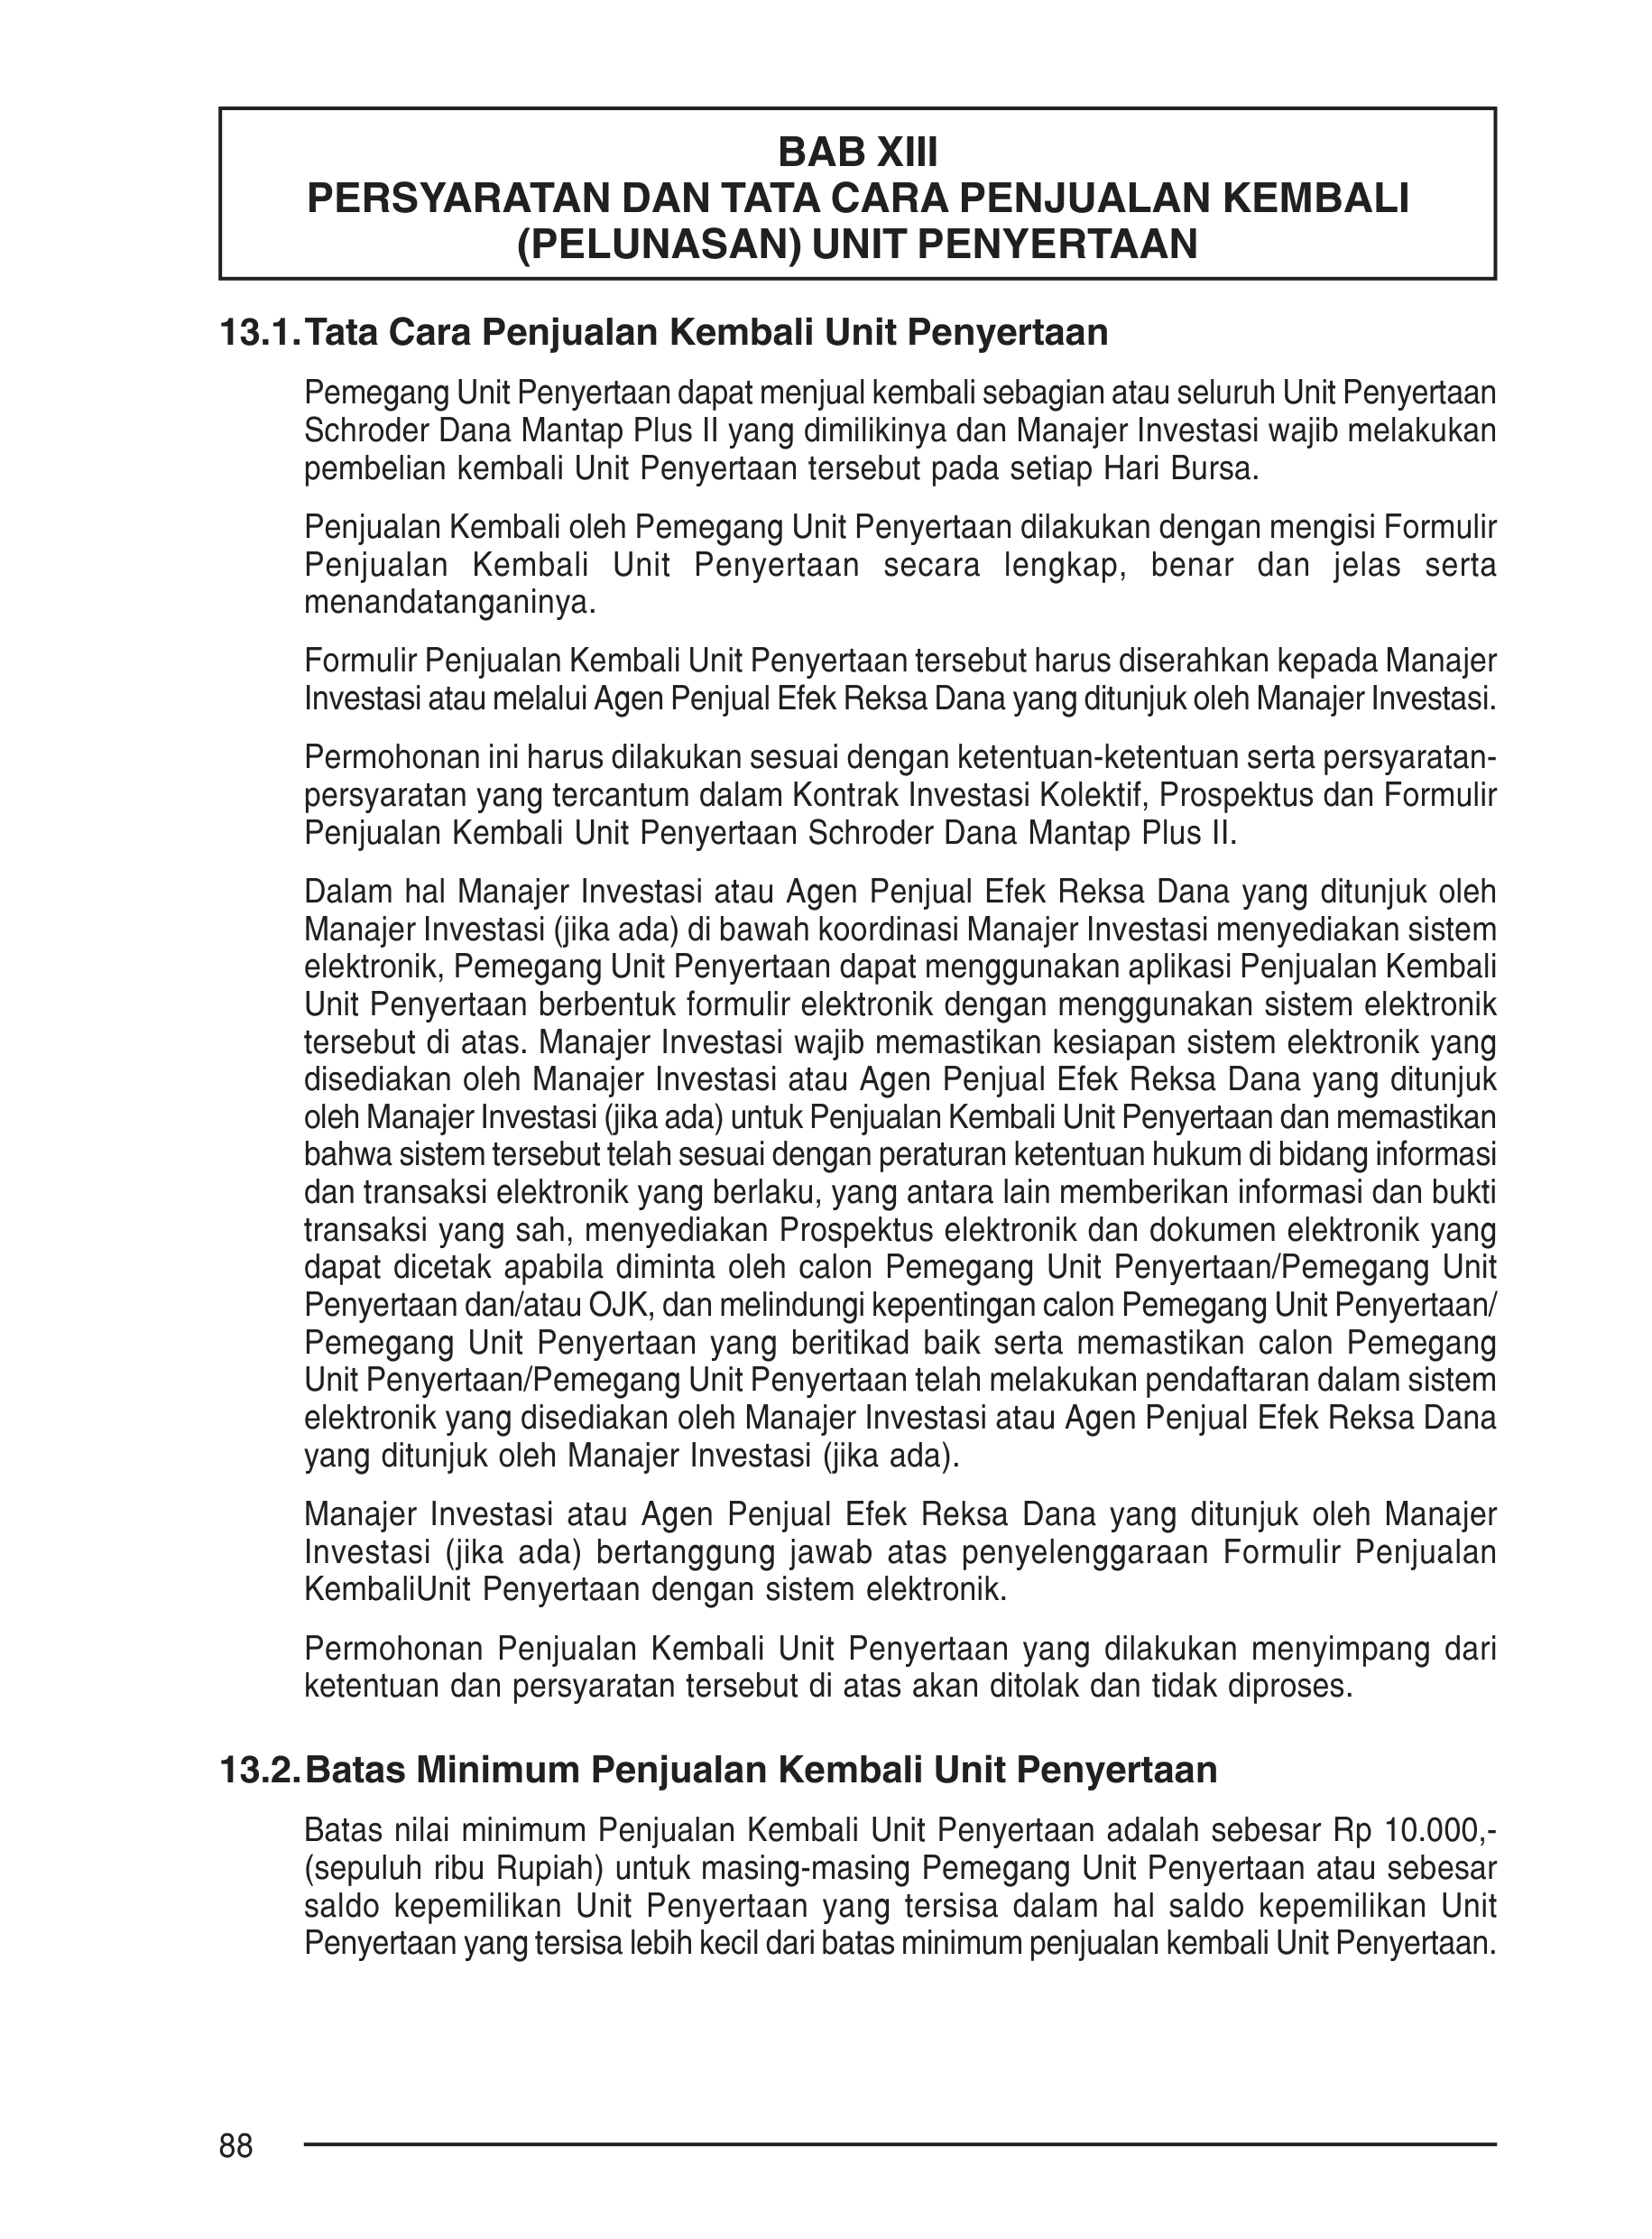 BAB XIII
PERSYARATAN DAN TATA CARA PENJUALAN KEMBALI
(PELUNASAN) UNIT PENYERTAAN
13.1. Tata Cara Penjualan Kembali Unit Penyertaan
Pemegang Unit Penyertaan dapat menjual kembali sebagian atau seluruh Unit Penyertaan
Schroder Dana Mantap Plus II yang dimilikinya dan Manajer Investasi wajib melakukan
pembelian kembali Unit Penyertaan tersebut pada setiap Hari Bursa.
Penjualan Kembali oleh Pemegang Unit Penyertaan dilakukan dengan mengisi Formulir
Penjualan Kembali Unit Penyertaan secara lengkap, benar dan jelas serta
menandatanganinya.
Formulir Penjualan Kembali Unit Penyertaan tersebut harus diserahkan kepada Manajer
Investasi atau melalui Agen Penjual Efek Reksa Dana yang ditunjuk oleh Manajer Investasi.
Permohonan ini harus dilakukan sesuai dengan ketentuan-ketentuan serta persyaratan-
persyaratan yang tercantum dalam Kontrak Investasi Kolektif, Prospektus dan Formulir
Penjualan Kembali Unit Penyertaan Schroder Dana Mantap Plus II.
Dalam hal Manajer Investasi atau Agen Penjual Efek Reksa Dana yang ditunjuk oleh
Manajer Investasi (jika ada) di bawah koordinasi Manajer Investasi menyediakan sistem
elektronik, Pemegang Unit Penyertaan dapat menggunakan aplikasi Penjualan Kembali
Unit Penyertaan berbentuk formulir elektronik dengan menggunakan sistem elektronik
tersebut di atas. Manajer Investasi wajib memastikan kesiapan sistem elektronik yang
disediakan oleh Manajer Investasi atau Agen Penjual Efek Reksa Dana yang ditunjuk
oleh Manajer Investasi (jika ada) untuk Penjualan Kembali Unit Penyertaan dan memastikan
bahwa sistem tersebut telah sesuai dengan peraturan ketentuan hukum di bidang informasi
dan transaksi elektronik yang berlaku, yang antara lain memberikan informasi dan bukti
transaksi yang sah, menyediakan Prospektus elektronik dan dokumen elektronik yang
dapat dicetak apabila diminta oleh calon Pemegang Unit Penyertaan/Pemegang Unit
Penyertaan dan/atau OJK, dan melindungi kepentingan calon Pemegang Unit Penyertaan/
Pemegang Unit Penyertaan yang beritikad baik serta memastikan calon Pemegang
Unit Penyertaan/Pemegang Unit Penyertaan telah melakukan pendaftaran dalam sistem
elektronik yang disediakan oleh Manajer Investasi atau Agen Penjual Efek Reksa Dana
yang ditunjuk oleh Manajer Investasi (jika ada).
Manajer Investasi atau Agen Penjual Efek Reksa Dana yang ditunjuk oleh Manajer
Investasi (jika ada) bertanggung jawab atas penyelenggaraan Formulir Penjualan
KembaliUnit Penyertaan dengan sistem elektronik.
Permohonan Penjualan Kembali Unit Penyertaan yang dilakukan menyimpang dari
ketentuan dan persyaratan tersebut di atas akan ditolak dan tidak diproses.
13.2. Batas Minimum Penjualan Kembali Unit Penyertaan
Batas nilai minimum Penjualan Kembali Unit Penyertaan adalah sebesar Rp 10.000,-
(sepuluh ribu Rupiah) untuk masing-masing Pemegang Unit Penyertaan atau sebesar
saldo kepemilikan Unit Penyertaan yang tersisa dalam hal saldo kepemilikan Unit
Penyertaan yang tersisa lebih kecil dari batas minimum penjualan kembali Unit Penyertaan.
88